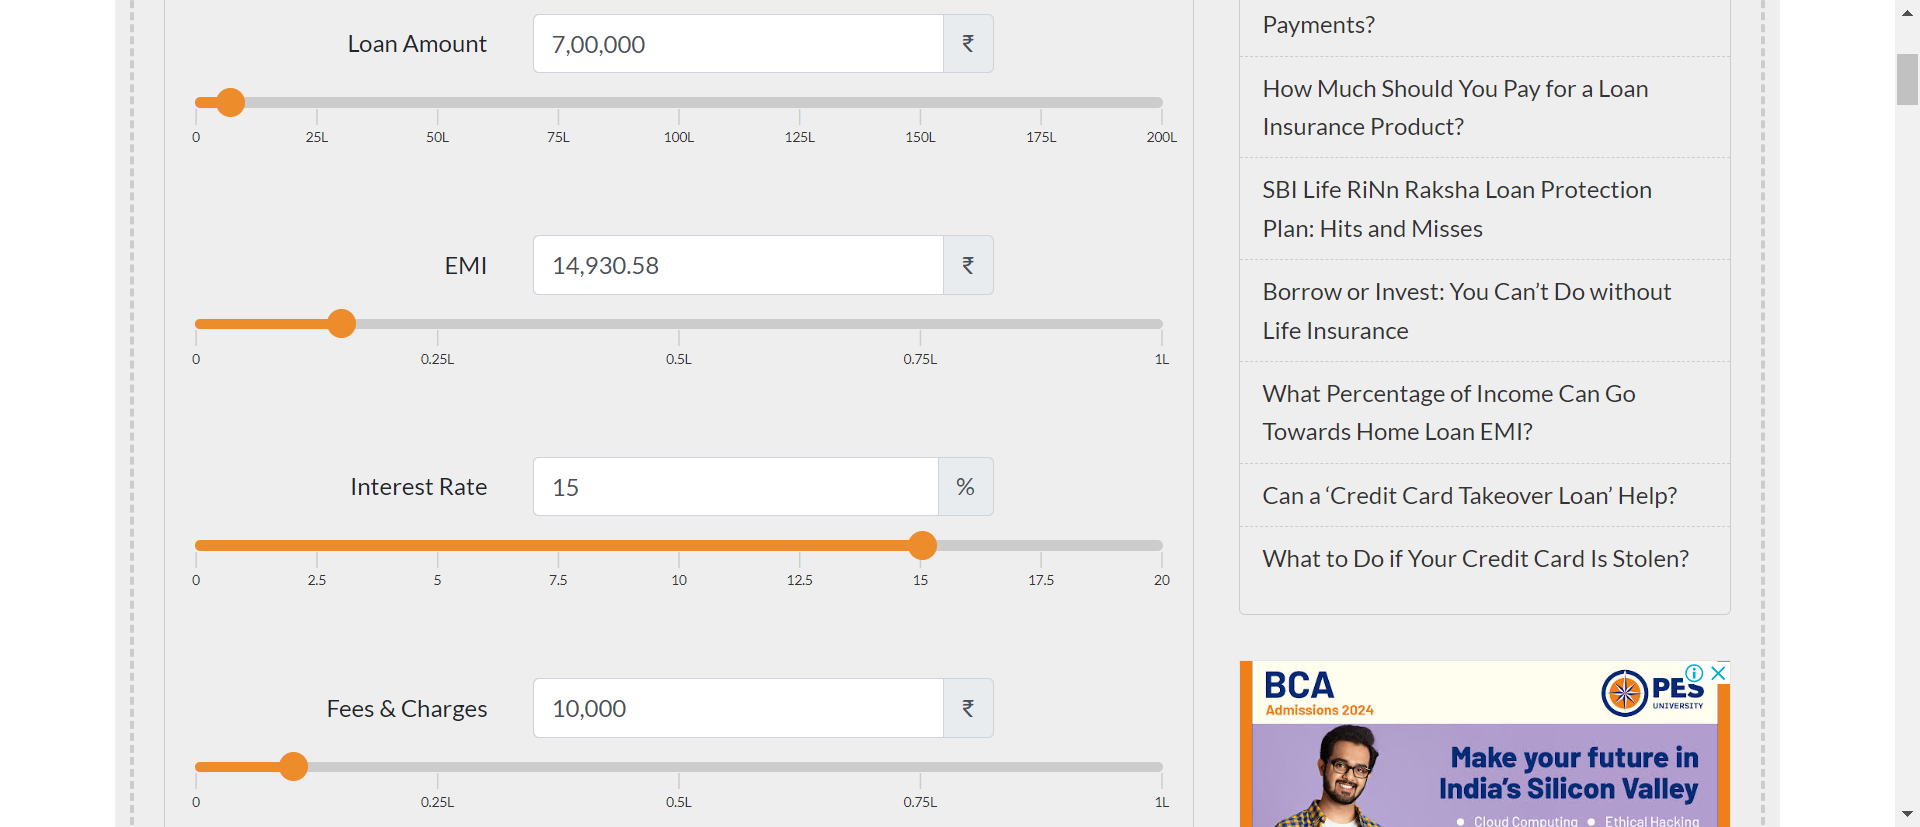 Loan Amount
7,00,000
₹
0 25L 50L 75L 100L 125L 150L 175L 200L
EMI
14,930.58
₹
0 0.25L 0.5L 0.75L 1L
Interest Rate
15
%
0 2.5 5 7.5 10 12.5 15 17.5 20
Fees & Charges
10,000
₹
0 0.25L 0.5L 0.75L 1L
Payments?
How Much Should You Pay for a Loan
Insurance Product?
SBI Life RiNn Raksha Loan Protection
Plan: Hits and Misses
Borrow or Invest: You Can’t Do without
Life Insurance
What Percentage of Income Can Go
Towards Home Loan EMI?
Can a ‘Credit Card Takeover Loan’ Help?
What to Do if Your Credit Card Is Stolen?
BCA
Admissions 2024
PES
UNIVERSITY
Make your future in
India’s Silicon Valley
• Cloud Computing • Ethical Hacking